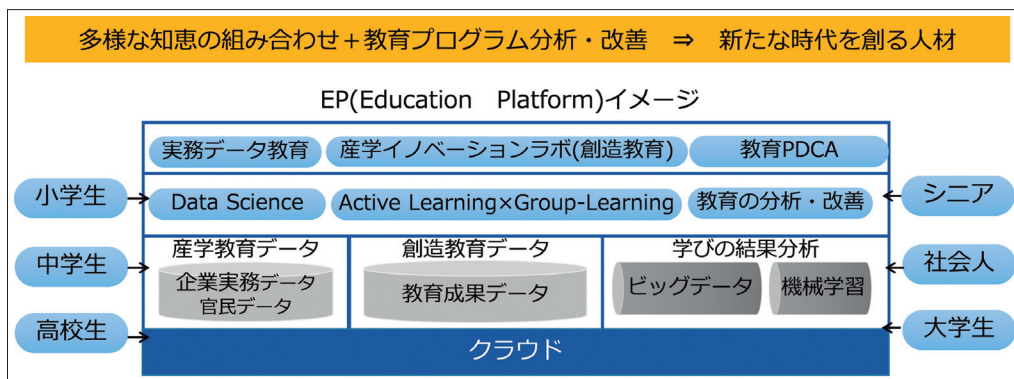 多様な知恵の組み合わせ＋教育プログラム分析・改善　⇒　新たな時代を創る人材
EP(Education　Platform)イメージ
実務データ教育
産学イノベーションラボ(創造教育)
教育PDCA
小学生
Data Science
Active Learning×Group-Learning
教育の分析・改善
シニア
中学生
産学教育データ
創造教育データ
学びの結果分析
社会人
企業実務データ
官民データ
教育成果データ
ビッグデータ
機械学習
高校生
クラウド
大学生